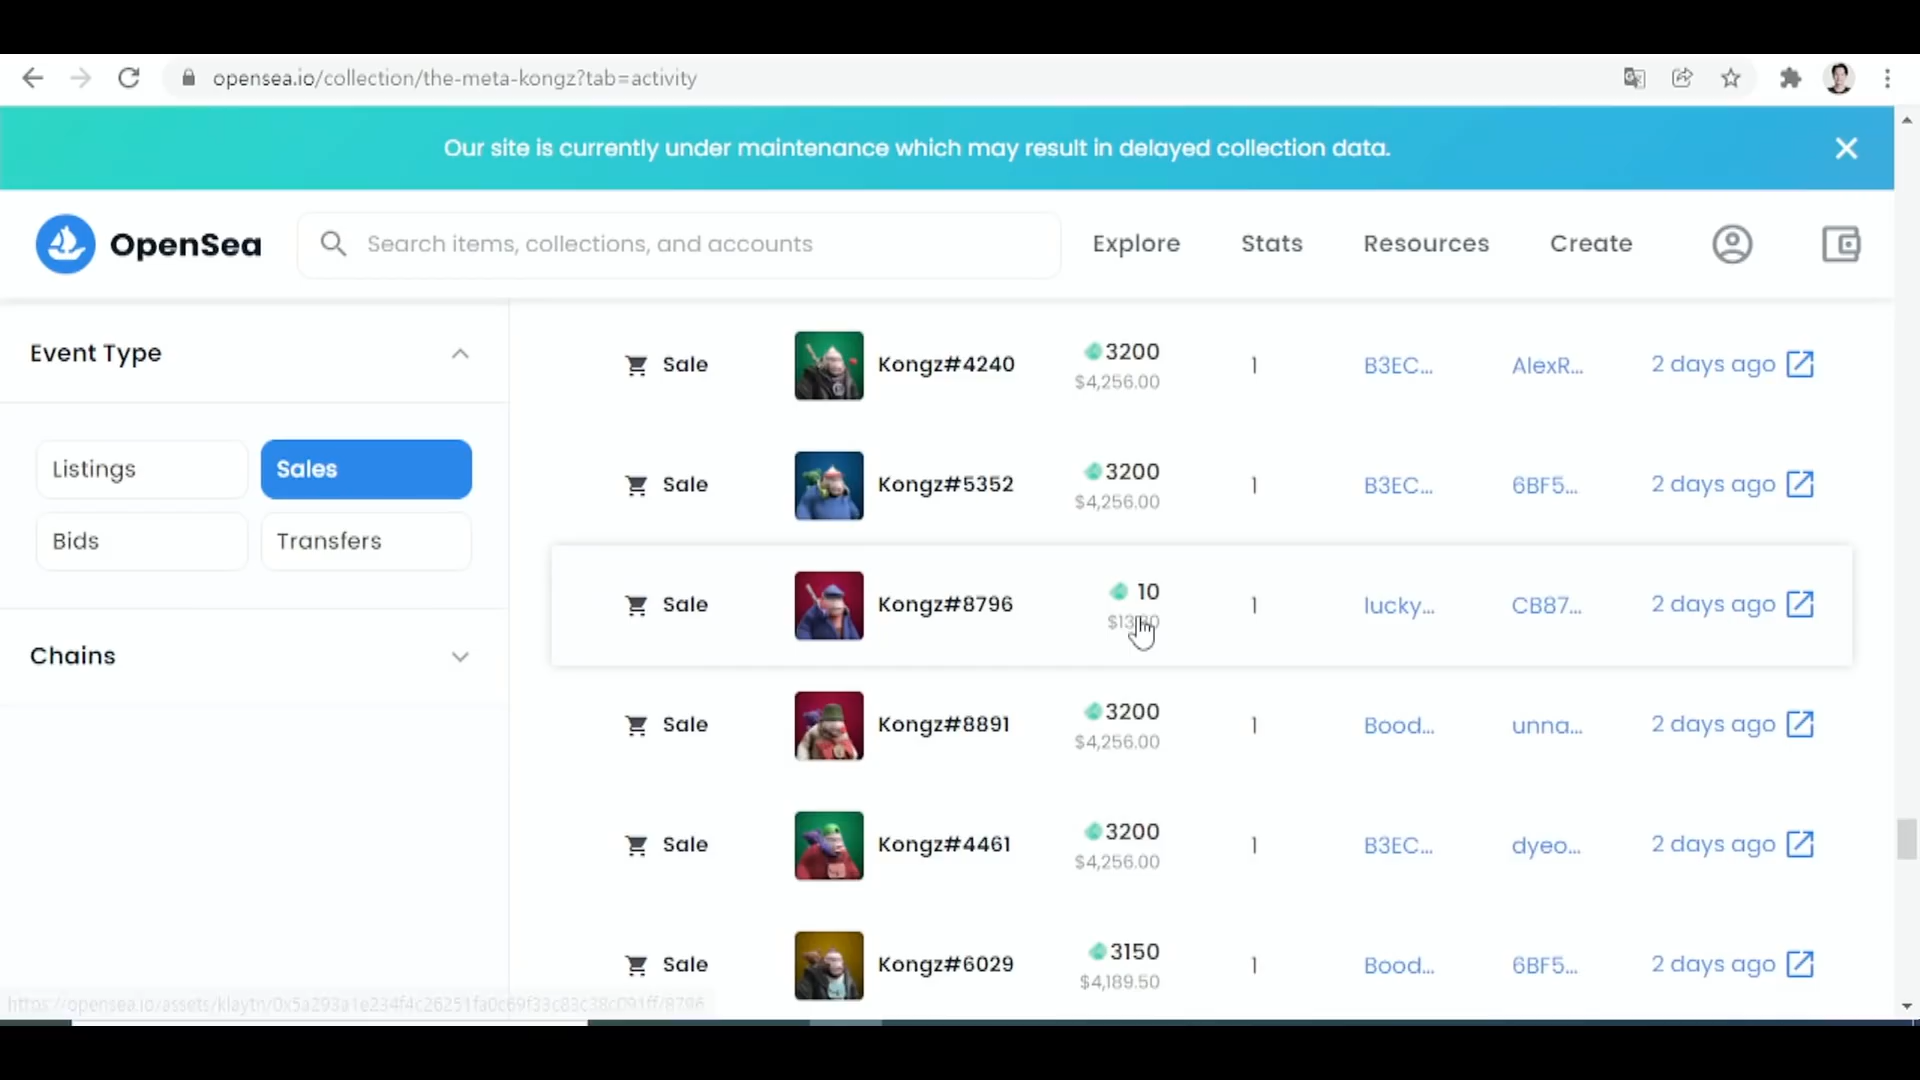 opensea.io/collection/the-meta-kongz?tab=activity
Our site is currently under maintenance which may result in delayed collection data.
OpenSea
Search items, collections, and accounts
Explore
Stats
Resources
Create
Event Type
Listings
Sales
Bids
Transfers
Chains
Sale Kongz#4240 3200 1 B3EC... AlexR... 2 days ago
$4,256.00
Sale Kongz#5352 3200 1 B3EC... 6BF5... 2 days ago
$4,256.00
Sale Kongz#8796 10 1 lucky... CB87... 2 days ago
Sale Kongz#8891 3200 1 Bood... unna... 2 days ago
$4,256.00
Sale Kongz#4461 3200 1 B3EC... dyeo... 2 days ago
$4,256.00
Sale Kongz#6029 3150 1 Bood... 6BF5... 2 days ago
$4,189.50